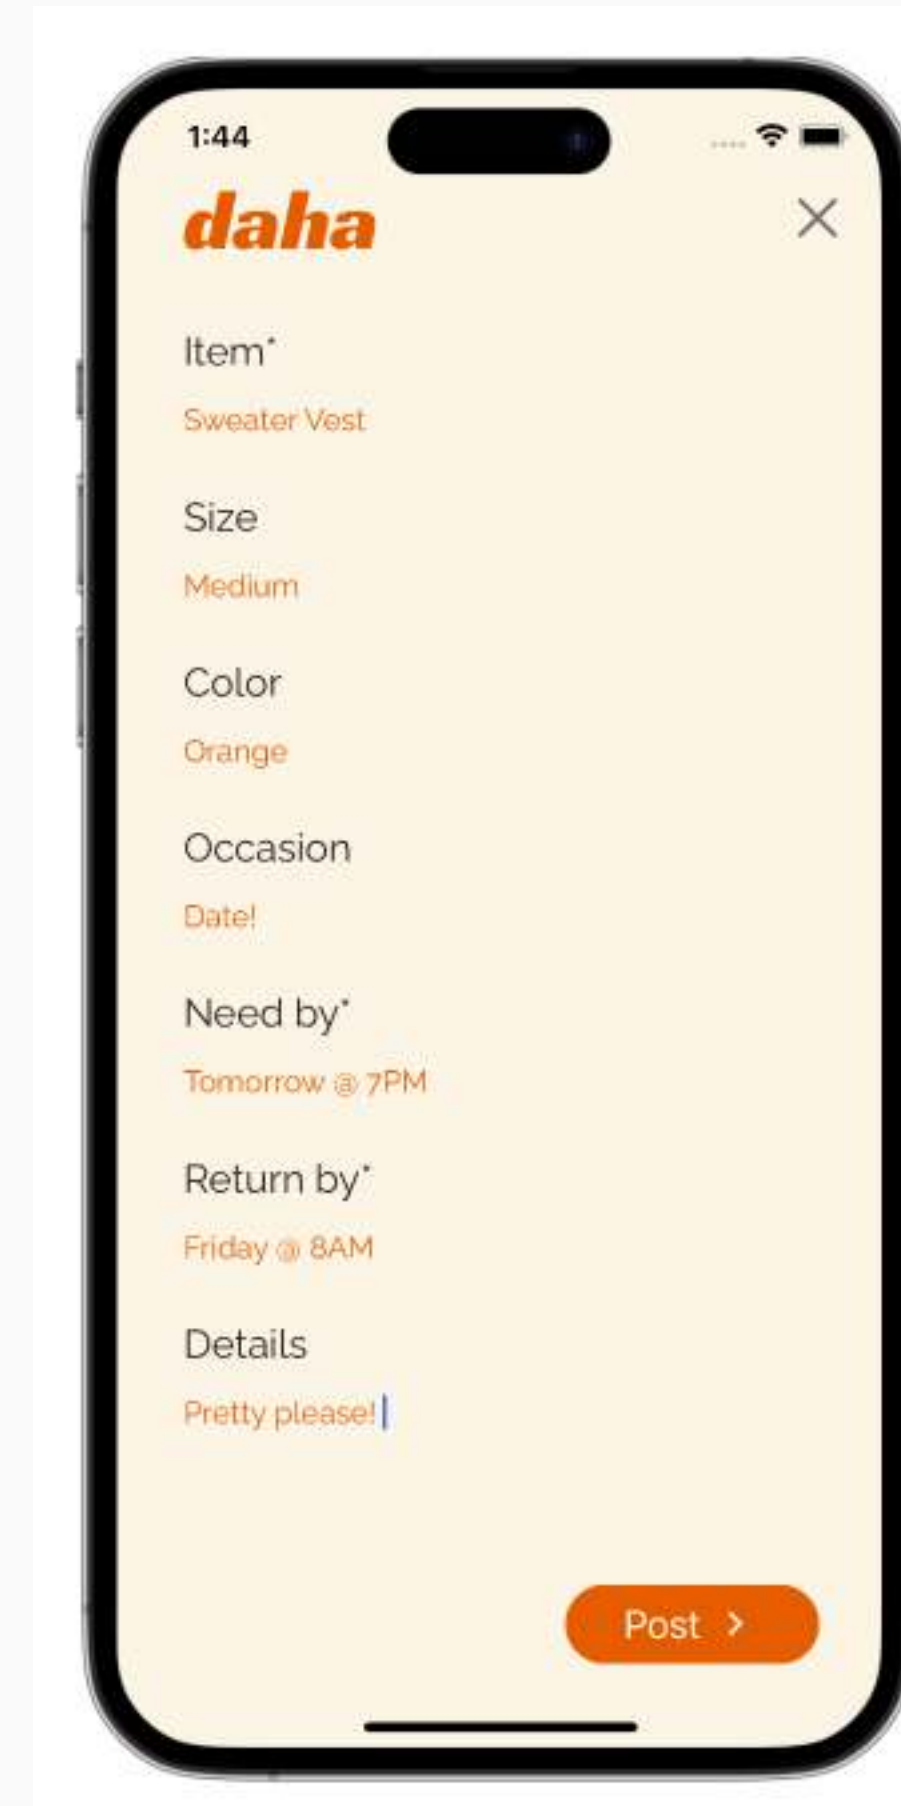 1:44
daha
Item*
Sweater Vest
Size
Medium
Color
Orange
Occasion
Date!
Need by*
Tomorrow @ 7PM
Return by*
Friday @ 8AM
Details
Pretty please!
Post >